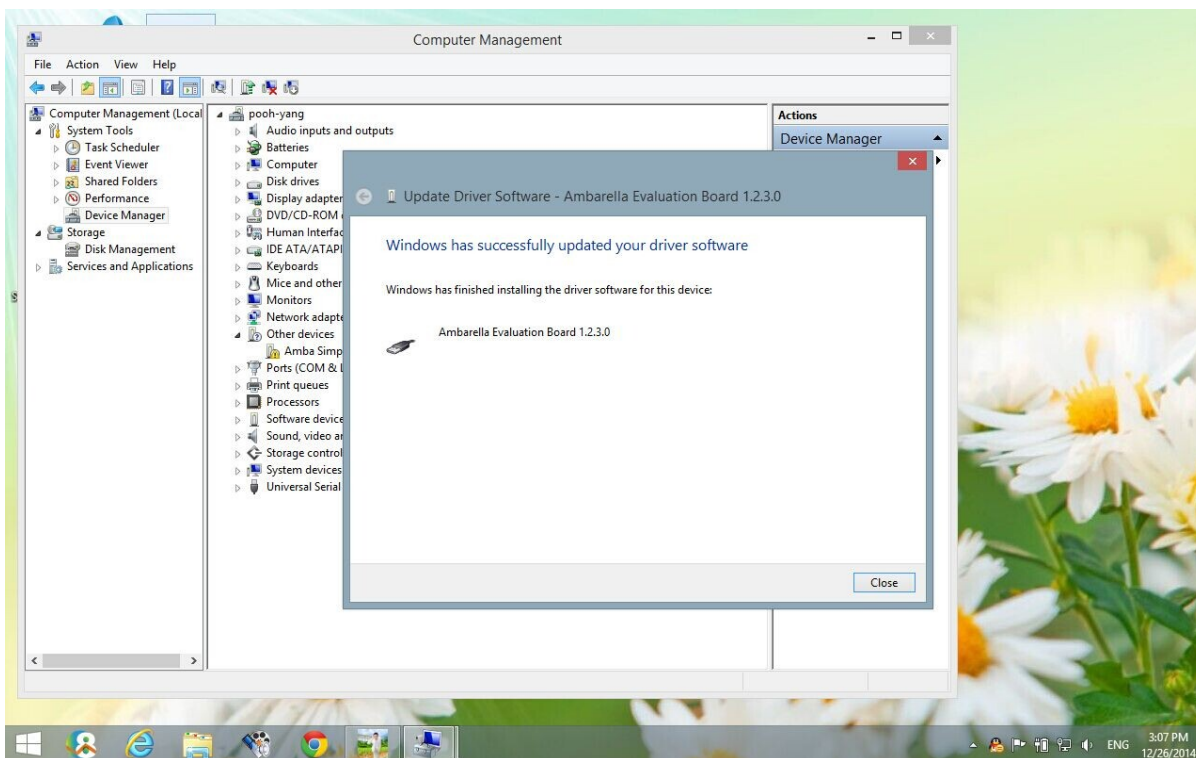 Computer Management
File Action View Help
Computer Management (Local
System Tools
Task Scheduler
Event Viewer
Shared Folders
Performance
Device Manager
Storage
Disk Management
Services and Applications
pooh-yang
Audio inputs and outputs
Batteries
Computer
Disk drives
Display adapter
DVD/CD-ROM
Human Interfac
IDE ATA/ATAPI
Keyboards
Mice and other
Monitors
Network adapte
Other devices
Amba Simp
Ports (COM & L
Print queues
Processors
Software device
Sound, video ar
Storage control
System devices
Universal Serial
Actions
Device Manager
Update Driver Software - Ambarella Evaluation Board 1.2.3.0
Windows has successfully updated your driver software
Windows has finished installing the driver software for this device:
Ambarella Evaluation Board 1.2.3.0
Close
ENG
3:07 PM
12/26/2014